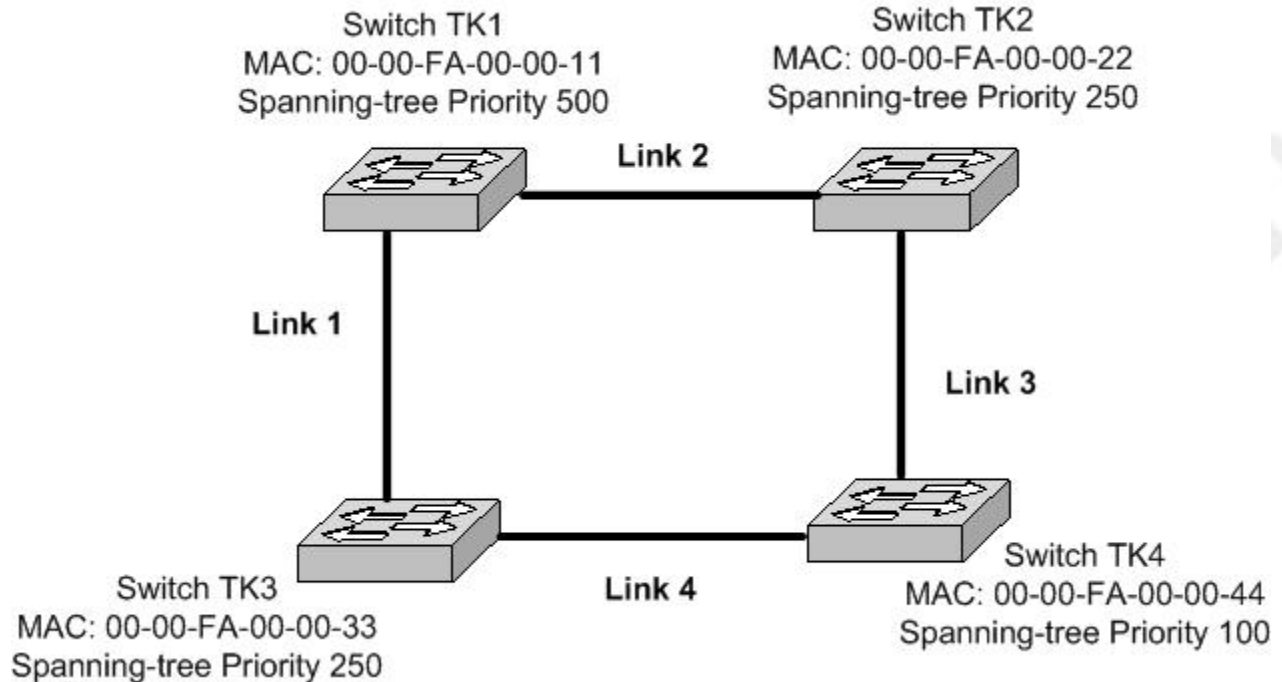 Switch TK1
MAC: 00-00-FA-00-00-11
Spanning-tree Priority 500
Switch TK2
MAC: 00-00-FA-00-00-22
Spanning-tree Priority 250
Link 2
Link 1
Link 3
Switch TK3
MAC: 00-00-FA-00-00-33
Spanning-tree Priority 250
Link 4
Switch TK4
MAC: 00-00-FA-00-00-44
Spanning-tree Priority 100